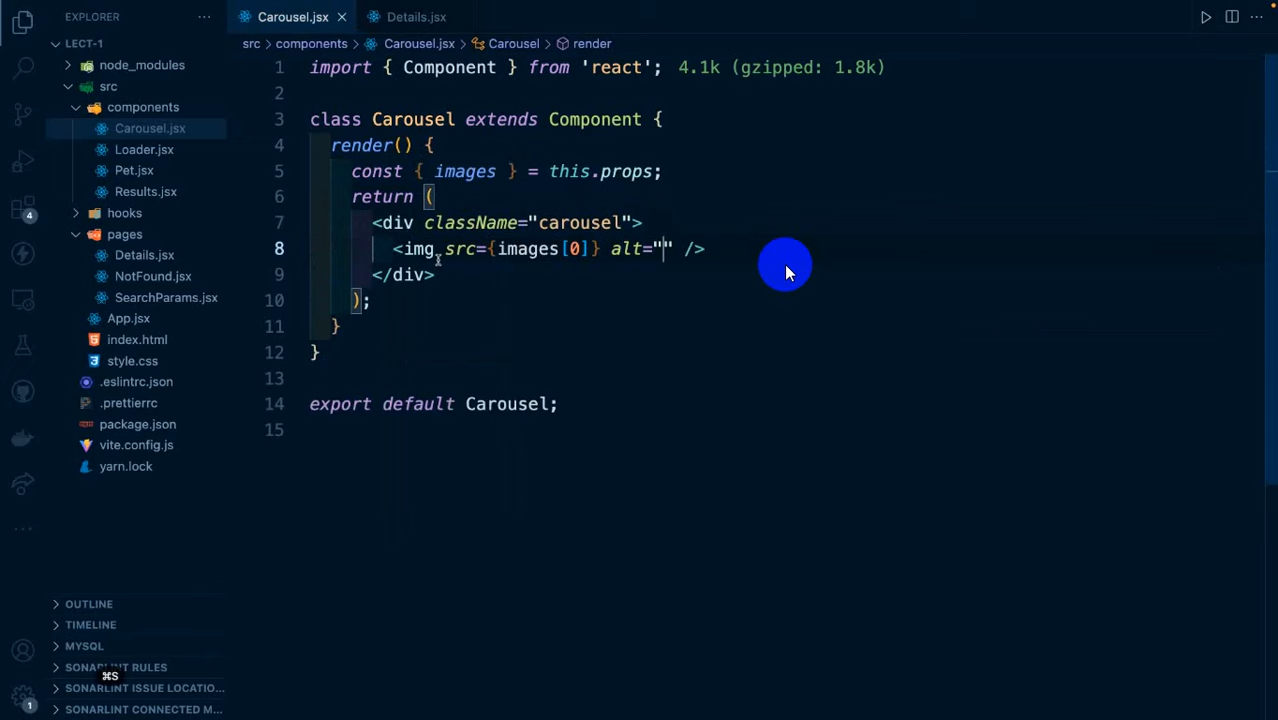 EXPLORER
LECT-1
node_modules
src
components
Carousel.jsx
Loader.jsx
Pet.jsx
Results.jsx
hooks
pages
Details.jsx
NotFound.jsx
SearchParams.jsx
App.jsx
index.html
style.css
.eslintrc.json
.prettierrc
package.json
vite.config.js
yarn.lock
OUTLINE
TIMELINE
MYSQL
SONARLINT RULES
SONARLINT ISSUE LOCATIO...
SONARLINT CONNECTED M...
⌘S
4
1
Carousel.jsx
Details.jsx
src > components > Carousel.jsx > Carousel > render
1 import { Component } from 'react'; 4.1k (gzipped: 1.8k)
2
3 class Carousel extends Component {
4 render() {
5 const { images } = this.props;
6 return (
7 <div className="carousel">
8 <img src={images[0]} alt="" />
9 </div>
10 );
11 }
12 }
13
14 export default Carousel;
15